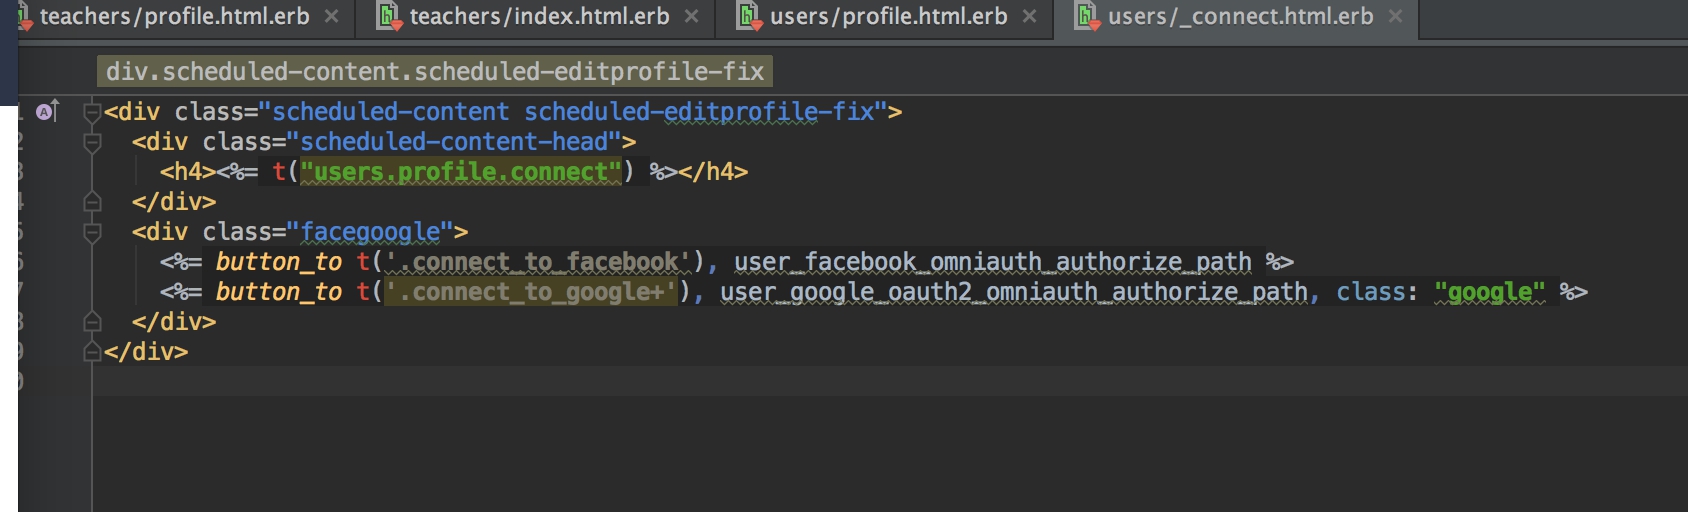 teachers/profile.html.erb × teachers/index.html.erb × users/profile.html.erb × users/_connect.html.erb ×
div.scheduled-content.scheduled-editprofile-fix
<div class="scheduled-content scheduled-editprofile-fix">
<div class="scheduled-content-head">
<h4><%= t("users.profile.connect") %></h4>
</div>
<div class="facegoogle">
<%= button_to t('.connect_to_facebook'), user_facebook_omniauth_authorize_path %>
<%= button_to t('.connect_to_google+'), user_google_oauth2_omniauth_authorize_path, class: "google" %>
</div>
</div>